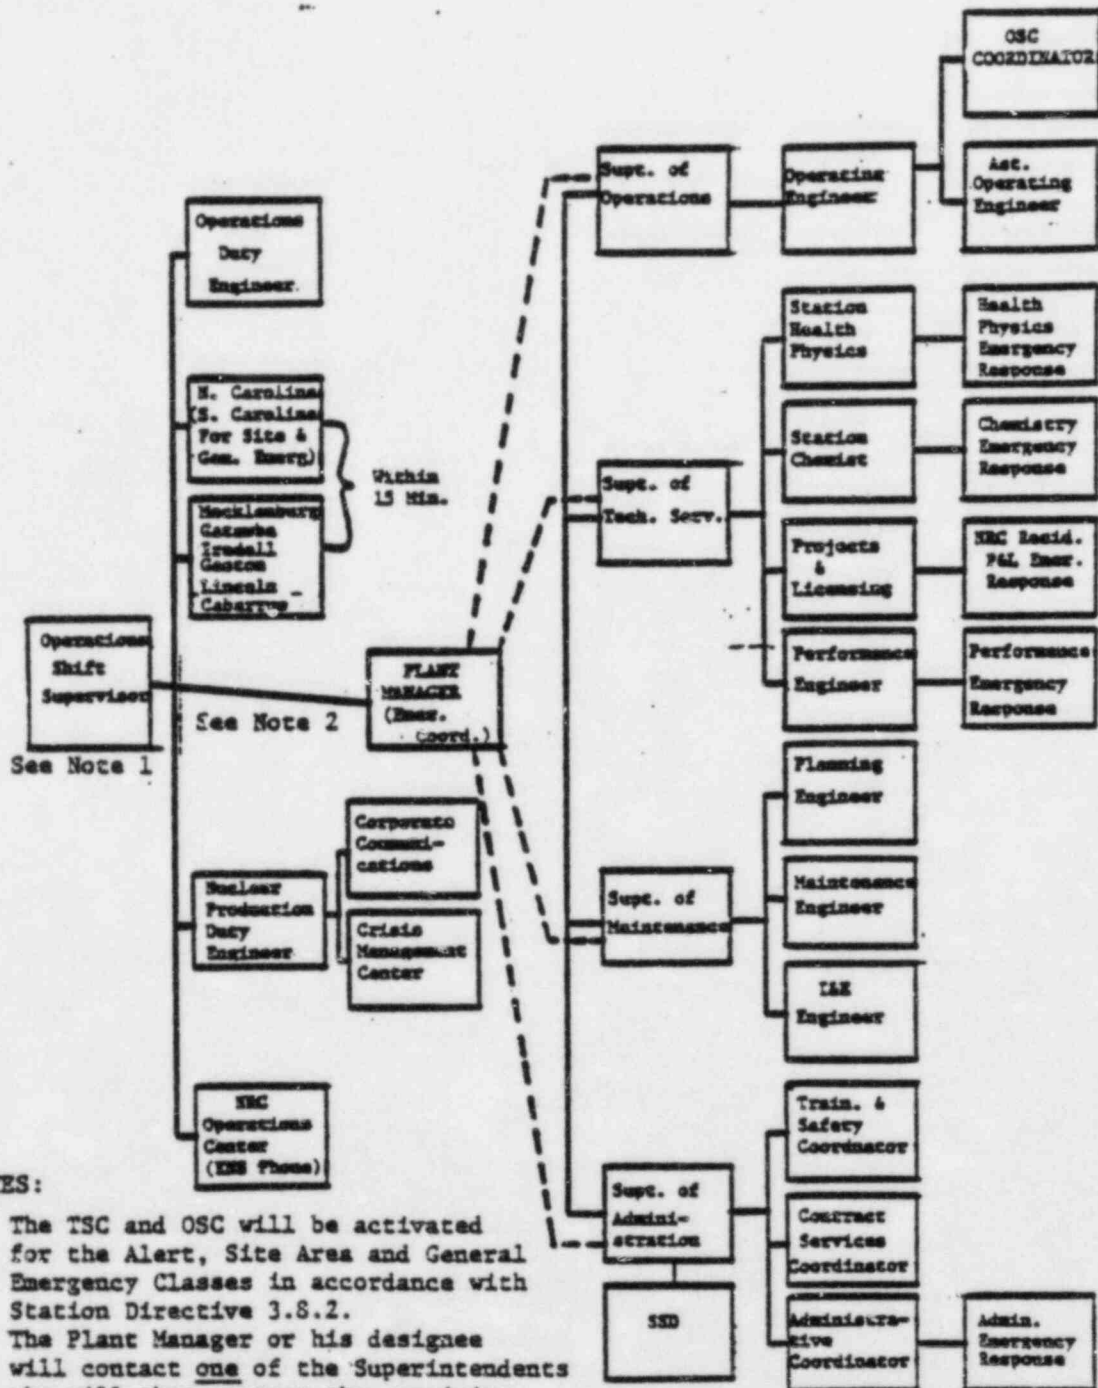 OSC
COORDINATOR
Supt. of
Operations
Operating
Engineer
Ast.
Operating
Engineer
Operations
Duty
Engineer
Station
Health
Physics
Health
Physics
Emergency
Response
N. Carolina
(S. Carolina
For Site &
Gen. Emerg)
Within
15 Min.
Station
Chemist
Chemistry
Emergency
Response
Mecklenburg
Catawba
Iredell
Gaston
Lincoln
Cabarrus
Supt. of
Tech. Serv.
Projects
&
Licensing
NRC Resid.
P&L Emer.
Response
Operations
Shift
Supervisor
See Note 1
See Note 2
PLANT
MANAGER
(Emer.
Coord.)
Performance
Engineer
Performance
Emergency
Response
Planning
Engineer
Corporate
Communi-
cations
Nuclear
Production
Duty
Engineer
Crisis
Management
Center
Supt. of
Maintenance
Maintenance
Engineer
I&E
Engineer
NRC
Operations
Center
(ENS Phone)
Train. &
Safety
Coordnator
Supt. of
Admini-
stration
Contract
Services
Coordinator
SSD
Administra-
tive
Coordinator
Admin.
Emergency
Response
ES:
The TSC and OSC will be activated
for the Alert, Site Area and General
Emergency Classes in accordance with
Station Directive 3.8.2.
The Plant Manager or his designee
will contact one of the Superintendents